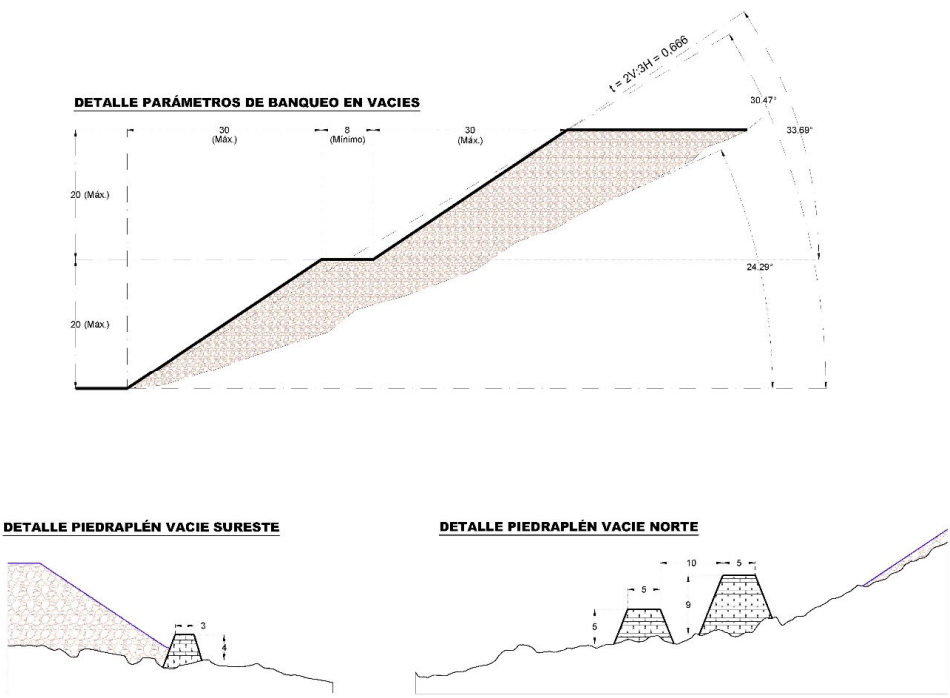 t = 2V:3H = 0,666
DETALLE PARÁMETROS DE BANQUEO EN VACIES
30.47°
33.69°
30
(Máx.)
8
(Mínimo)
30
(Máx.)
20 (Máx.)
24.29°
20 (Máx.)
DETALLE PIEDRAPLÉN VACIE SURESTE
3
4
DETALLE PIEDRAPLÉN VACIE NORTE
10
5
5
9
5